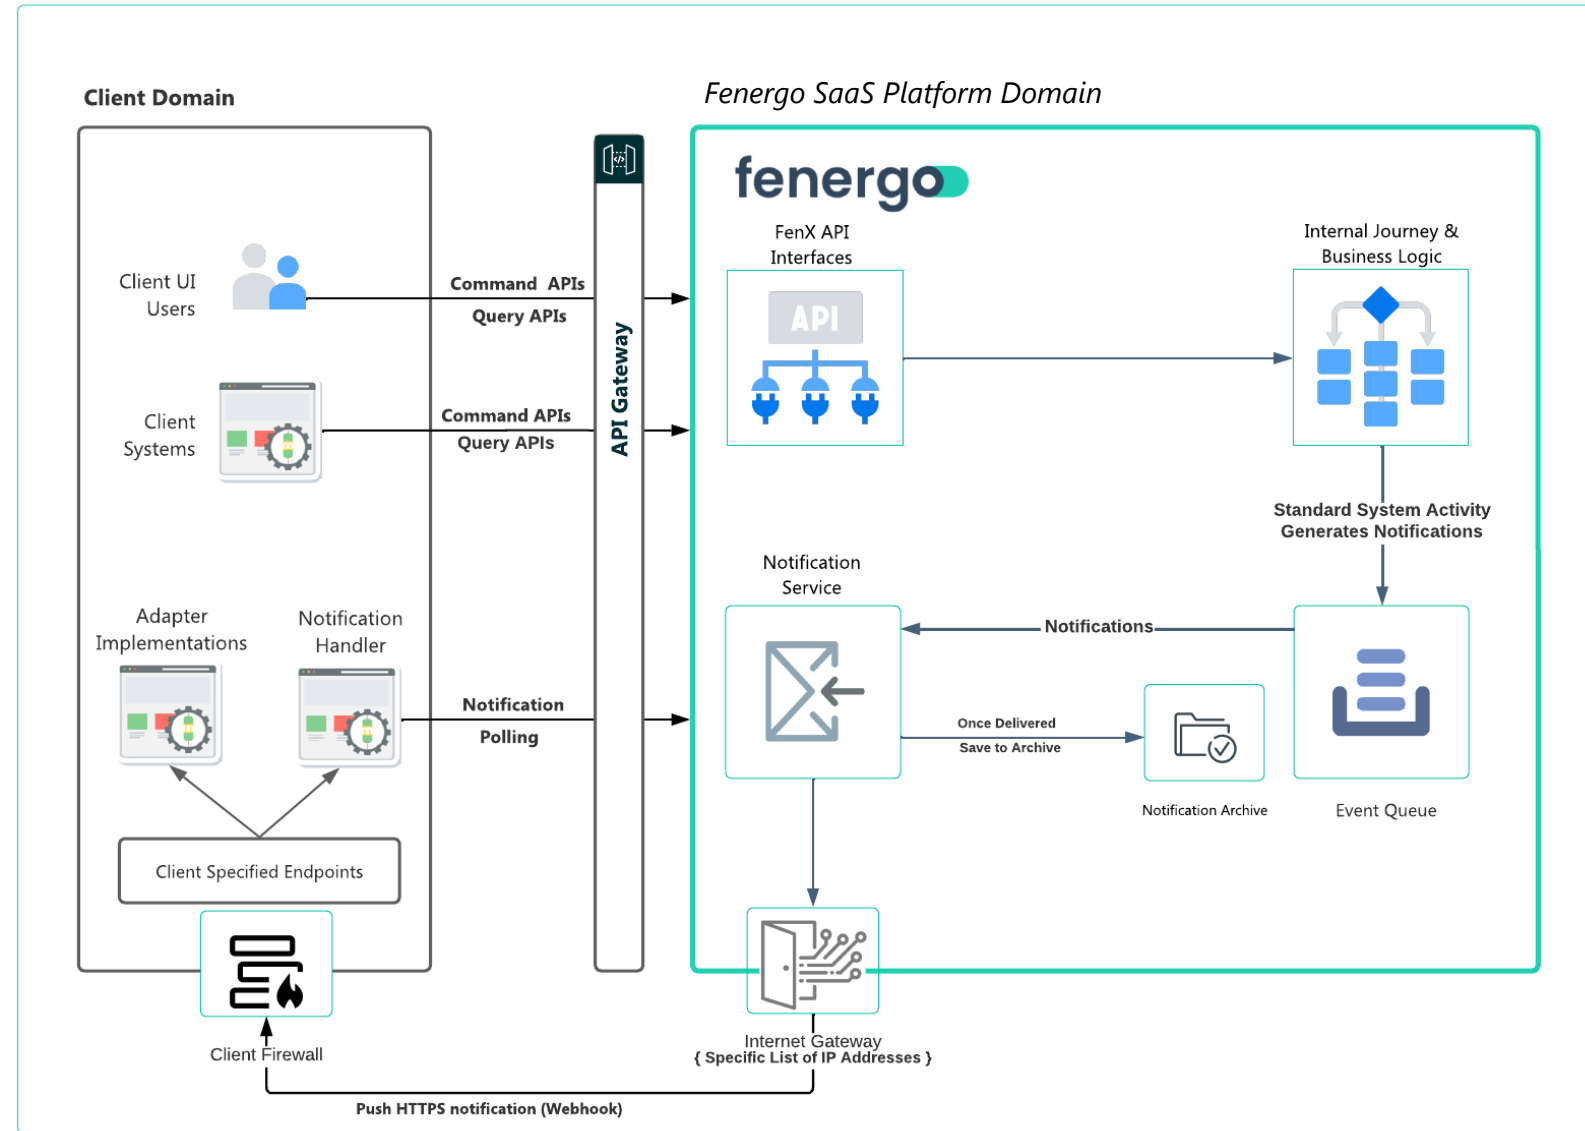 Client Domain
Fenergo SaaS Platform Domain
fenergo
FenX API
Interfaces
API
Internal Journey &
Business Logic
Client UI
Users
Command APIs
Query APIs
API Gateway
Client
Systems
Command APIs
Query APIs
Standard System Activity
Generates Notifications
Notification
Service
Adapter
Implementations
Notification
Handler
Notifications
Notification
Polling
Once Delivered
Save to Archive
Notification Archive
Event Queue
Client Specified Endpoints
Client Firewall
Internet Gateway
{ Specific List of IP Addresses }
Push HTTPS notification (Webhook)